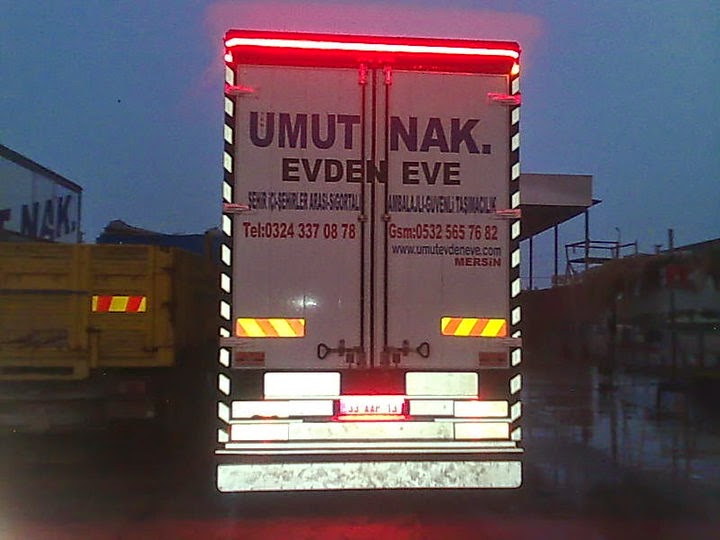 UMUT NAK.
EVDEN EVE
ŞEHİR İÇİ-ŞEHİRLER ARASI-SİGORTALI AMBALAJLI-GÜVENLİ TAŞIMACILIK
Tel:0324 337 08 78 Gsm:0532 565 76 82
www.umutevdeneve.com
MERSİN
T NAK.